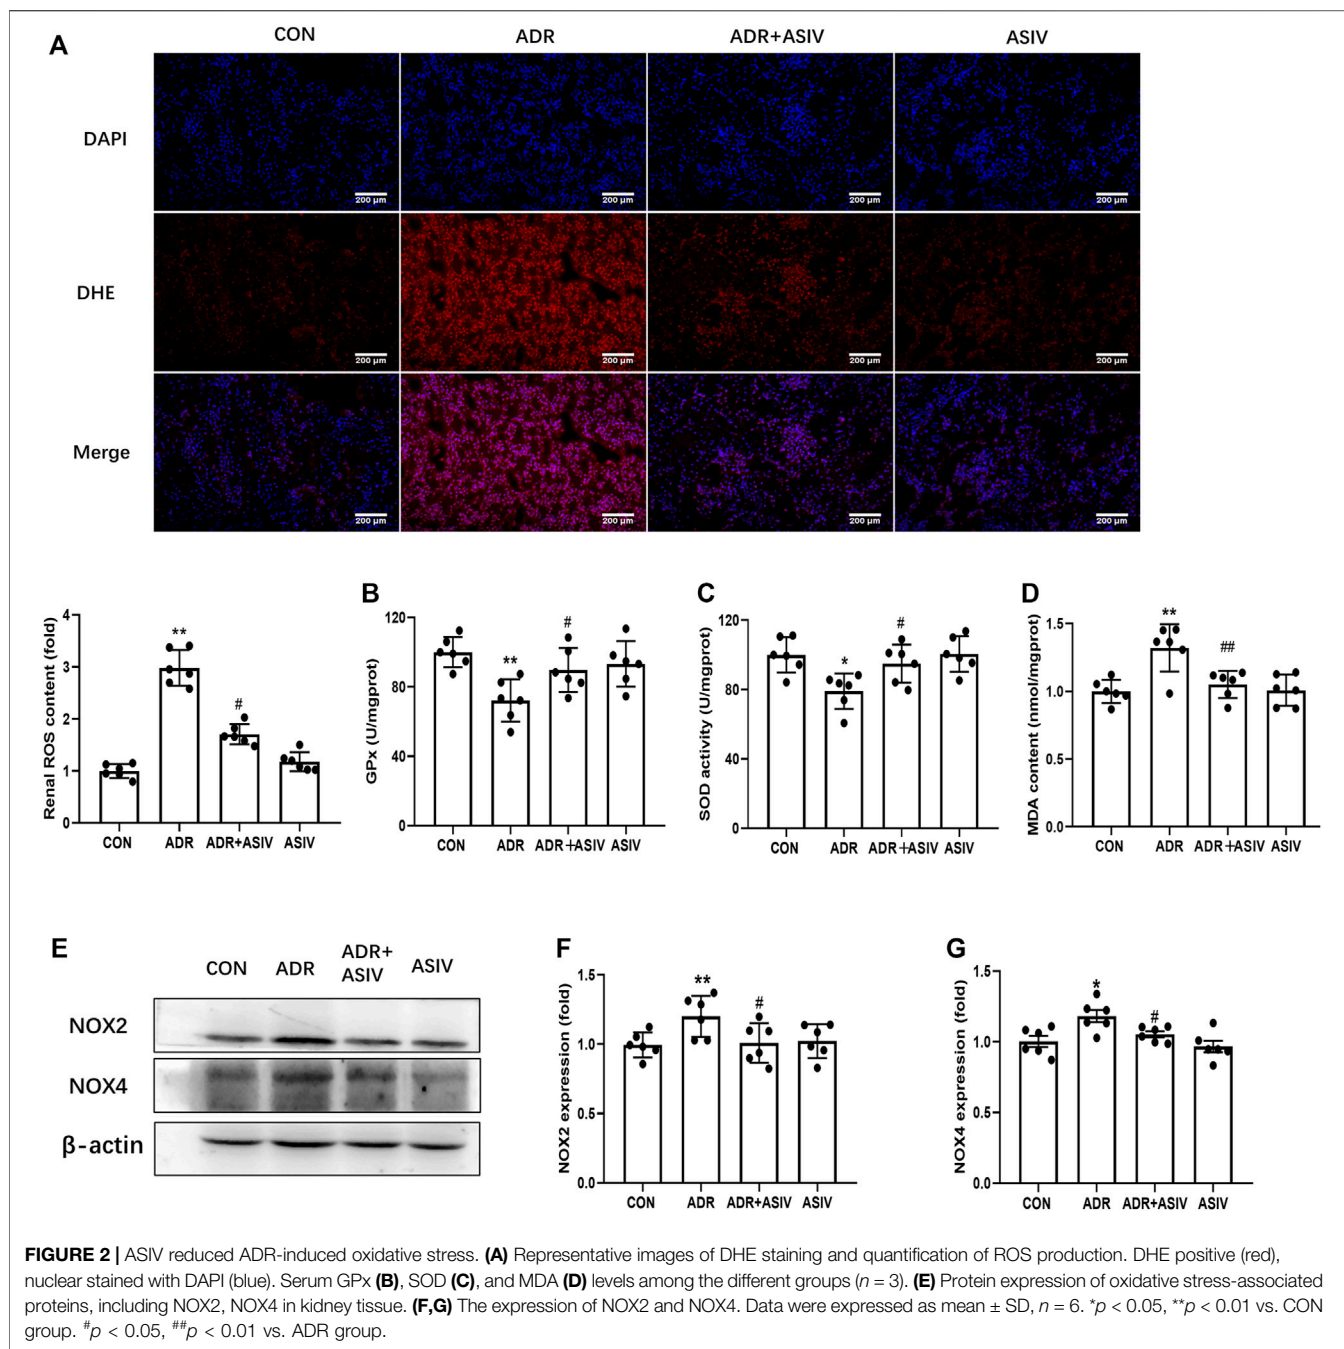 A
CON
ADR
ADR+ASIV
ASIV
DAPI
200 μm
200 μm
200 μm
200 μm
DHE
200 μm
200 μm
200 μm
200 μm
Merge
200 μm
200 μm
200 μm
200 μm
Renal ROS content (fold)
4
3
2
1
0
**
#
CON
ADR
ADR+ASIV
ASIV
B
GPx (U/mgprot)
120
80
40
0
**
#
CON
ADR
ADR+ASIV
ASIV
C
SOD activity (U/mgprot)
120
80
40
0
*
#
CON
ADR
ADR+ASIV
ASIV
D
MDA content (nmol/mgprot)
1.5
1.0
0.5
0.0
**
##
CON
ADR
ADR+ASIV
ASIV
E
CON
ADR
ADR+
ASIV
ASIV
NOX2
NOX4
β-actin
F
NOX2 expression (fold)
1.5
1.0
0.5
0.0
**
#
CON
ADR
ADR+ASIV
ASIV
G
NOX4 expression (fold)
1.5
1.0
0.5
0.0
*
#
CON
ADR
ADR+ASIV
ASIV
FIGURE 2 | ASIV reduced ADR-induced oxidative stress. (A) Representative images of DHE staining and quantification of ROS production. DHE positive (red),
nuclear stained with DAPI (blue). Serum GPx (B), SOD (C), and MDA (D) levels among the different groups (n = 3). (E) Protein expression of oxidative stress-associated
proteins, including NOX2, NOX4 in kidney tissue. (F,G) The expression of NOX2 and NOX4. Data were expressed as mean ± SD, n = 6. *p < 0.05, **p < 0.01 vs. CON
group. #p < 0.05, ##p < 0.01 vs. ADR group.